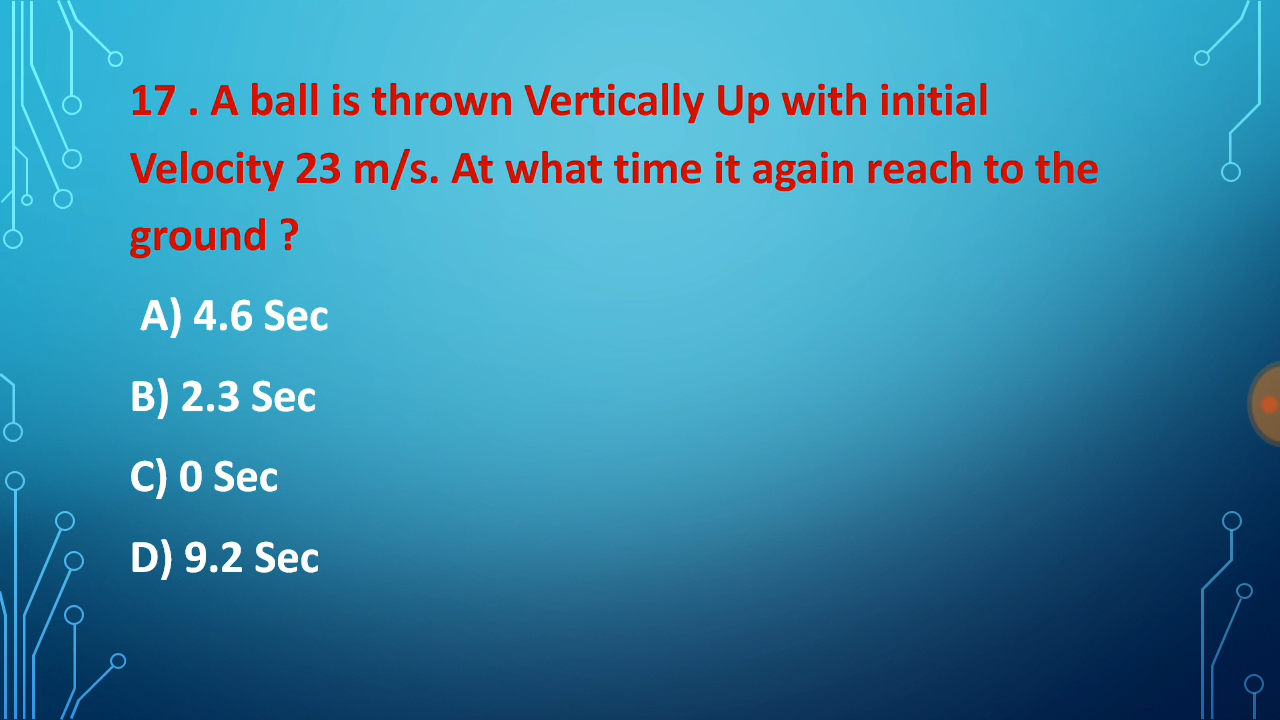 17 . A ball is thrown Vertically Up with initial
Velocity 23 m/s. At what time it again reach to the
ground ?
A) 4.6 Sec
B) 2.3 Sec
C) 0 Sec
D) 9.2 Sec